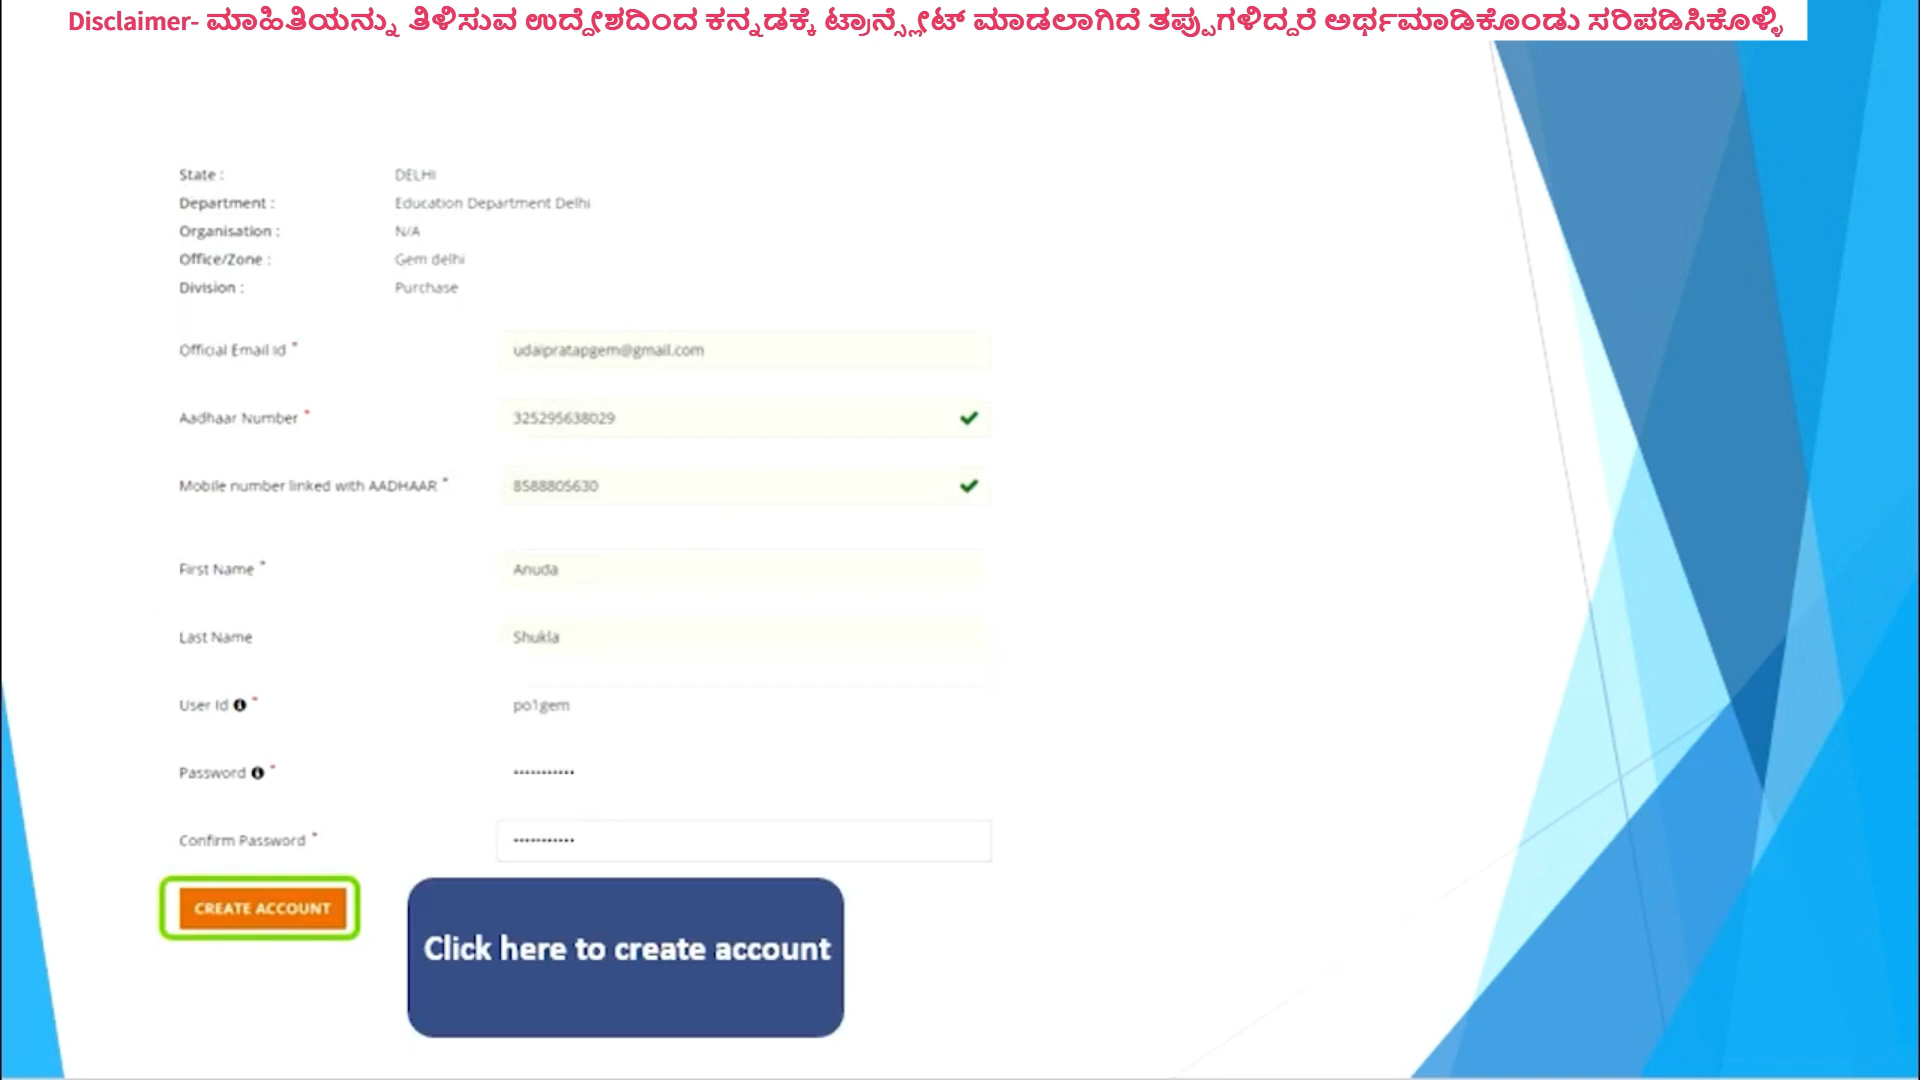 Disclaimer- ಮಾಹಿತಿಯನ್ನು ತಿಳಿಸುವ ಉದ್ದೇಶದಿಂದ ಕನ್ನಡಕ್ಕೆ ಟ್ರಾನ್ಸ್ಲೇಟ್ ಮಾಡಲಾಗಿದೆ ತಪ್ಪುಗಳಿದ್ದರೆ ಅರ್ಥಮಾಡಿಕೊಂಡು ಸರಿಪಡಿಸಿಕೊಳ್ಳಿ
State : DELHI
Department : Education Department Delhi
Organisation : N/A
Office/Zone : Gem delhi
Division : Purchase
Official Email Id * udaipratapgem@gmail.com
Aadhaar Number * 325295638029
Mobile number linked with AADHAAR * 8588805630
First Name * Anuda
Last Name Shukla
User Id * po1gem
Password * •••••••••••
Confirm Password * •••••••••••
CREATE ACCOUNT
Click here to create account